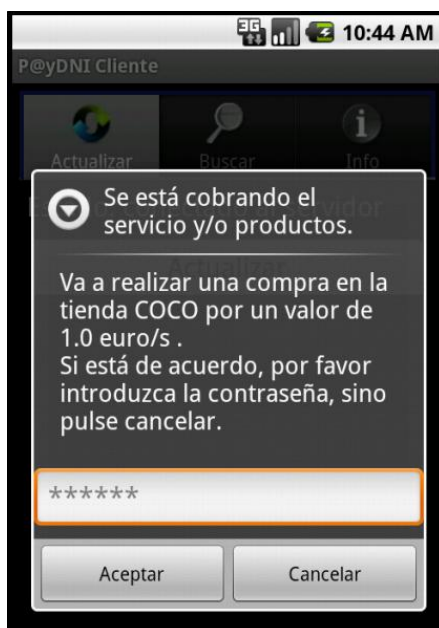 3G 10:44 AM
P@yDNI Cliente
Actualizar Buscar Info
Se está cobrando el
servicio y/o productos.
Va a realizar una compra en la
tienda COCO por un valor de
1.0 euro/s .
Si está de acuerdo, por favor
introduzca la contraseña, sino
pulse cancelar.
******
Aceptar Cancelar